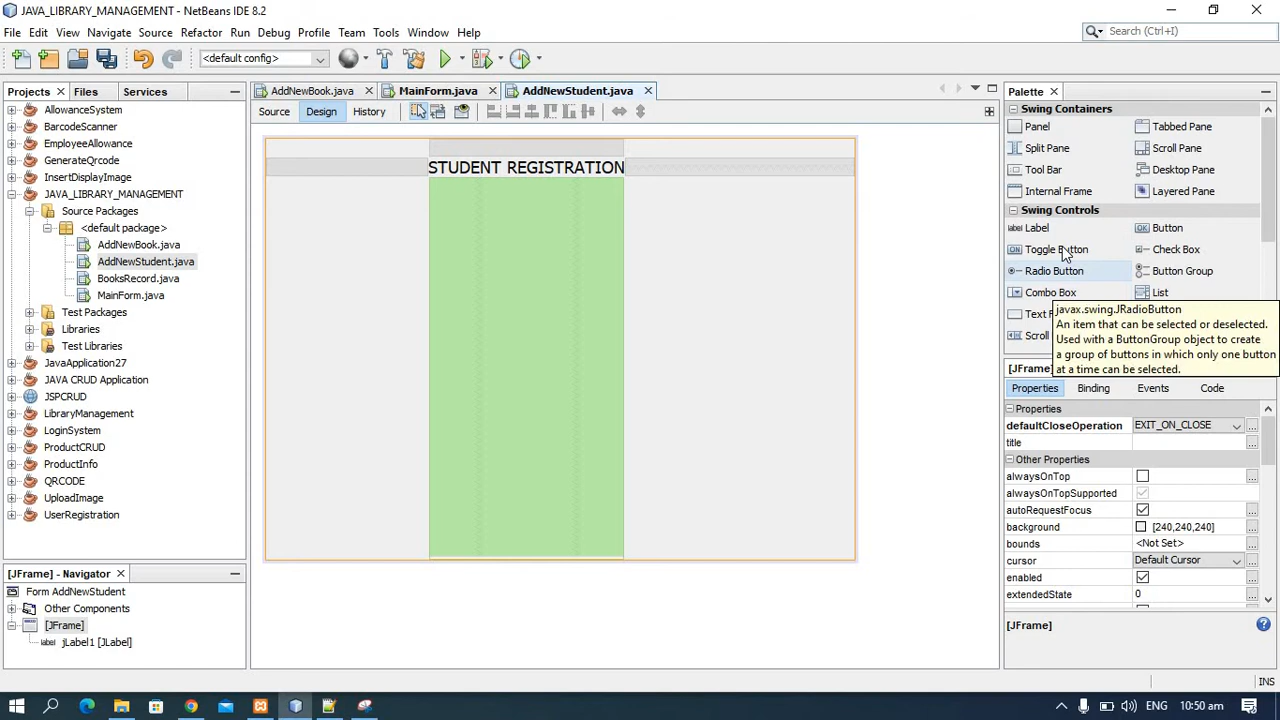 JAVA_LIBRARY_MANAGEMENT - NetBeans IDE 8.2
File Edit View Navigate Source Refactor Run Debug Profile Team Tools Window Help
Search (Ctrl+I)
<default config>
Projects Files Services
AllowanceSystem
BarcodeScanner
EmployeeAllowance
GenerateQrcode
InsertDisplayImage
JAVA_LIBRARY_MANAGEMENT
Source Packages
<default package>
AddNewBook.java
AddNewStudent.java
BooksRecord.java
MainForm.java
Test Packages
Libraries
Test Libraries
JavaApplication27
JAVA CRUD Application
JSPCRUD
LibraryManagement
LoginSystem
ProductCRUD
ProductInfo
QRCODE
UploadImage
UserRegistration
[JFrame] - Navigator
Form AddNewStudent
Other Components
[JFrame]
label jLabel1 [JLabel]
AddNewBook.java MainForm.java AddNewStudent.java
Source Design History
STUDENT REGISTRATION
Palette
Swing Containers
Panel Tabbed Pane
Split Pane Scroll Pane
Tool Bar Desktop Pane
Internal Frame Layered Pane
Swing Controls
label Label OK Button
ON Toggle Button Check Box
Radio Button Button Group
Combo Box List
Text F
Scroll
javax.swing.JRadioButton
An item that can be selected or deselected.
Used with a ButtonGroup object to create
a group of buttons in which only one button
at a time can be selected.
[JFrame]
Properties Binding Events Code
Properties
defaultCloseOperation EXIT_ON_CLOSE
title
Other Properties
alwaysOnTop
alwaysOnTopSupported
autoRequestFocus
background [240,240,240]
bounds <Not Set>
cursor Default Cursor
enabled
extendedState 0
[JFrame]
INS
ENG 10:50 am